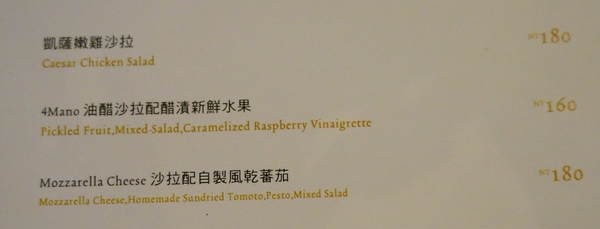 凱薩嫩雞沙拉 NT180
Caesar Chicken Salad
4Mano 油醋沙拉配醋漬新鮮水果 NT160
Pickled Fruit,Mixed Salad,Caramelized Raspberry Vinaigrette
Mozzarella Cheese 沙拉配自製風乾蕃茄 NT180
Mozzarella Cheese,Homemade Sundried Tomoto,Pesto,Mixed Salad